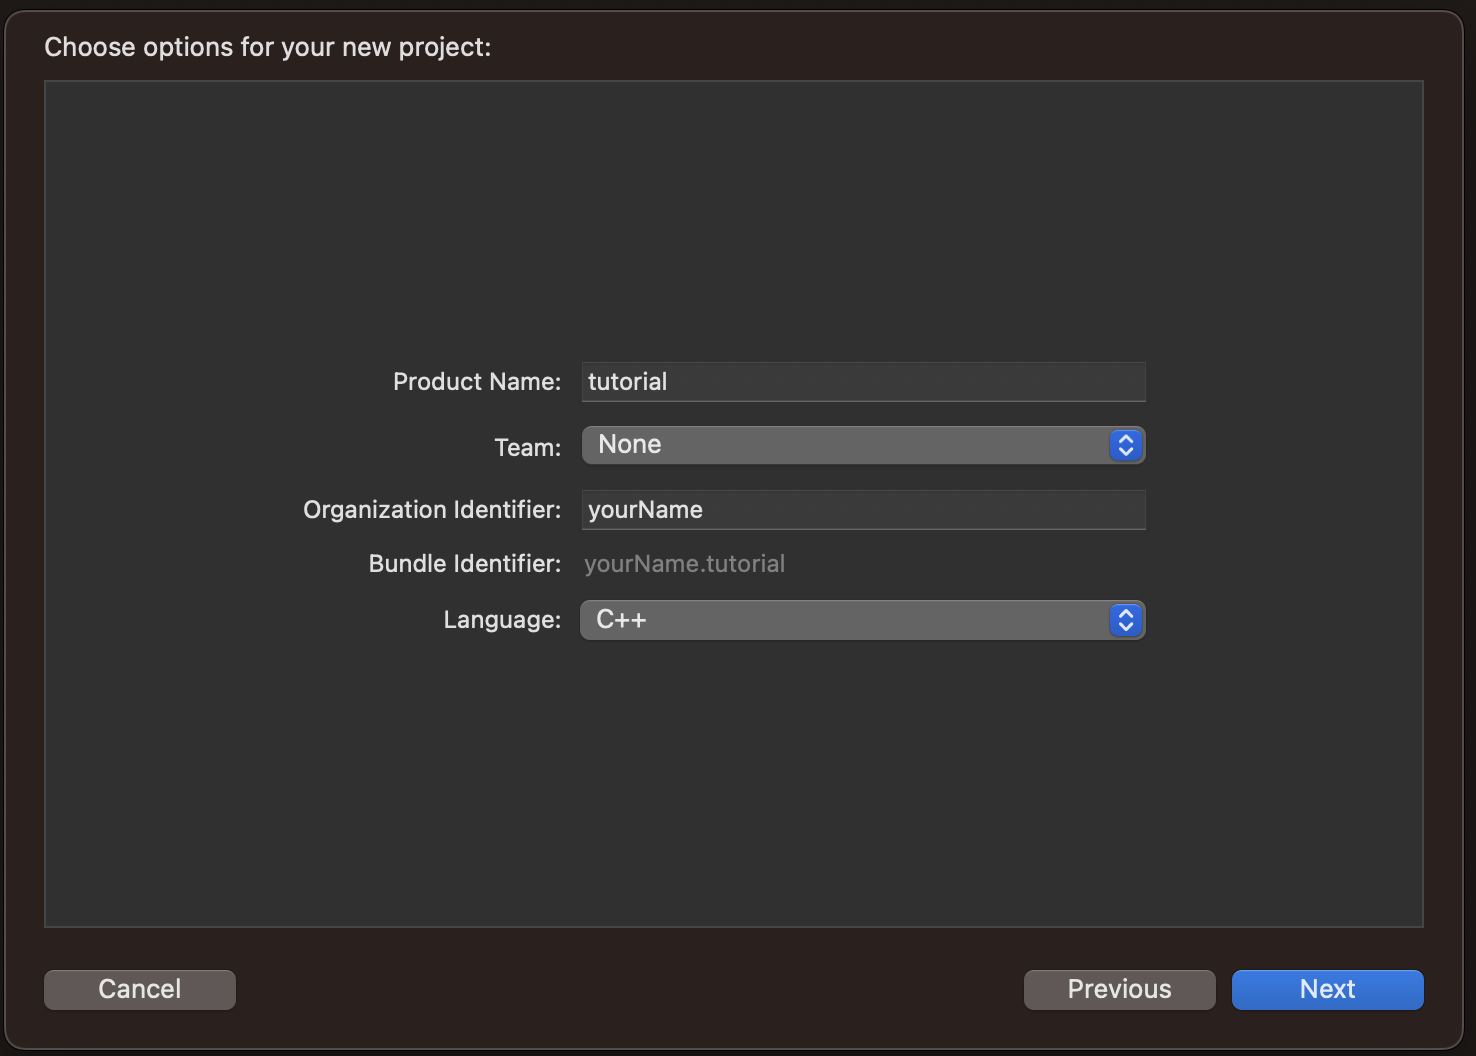 Choose options for your new project:
Product Name: tutorial
Team: None
Organization Identifier: yourName
Bundle Identifier: yourName.tutorial
Language: C++
Cancel Previous Next